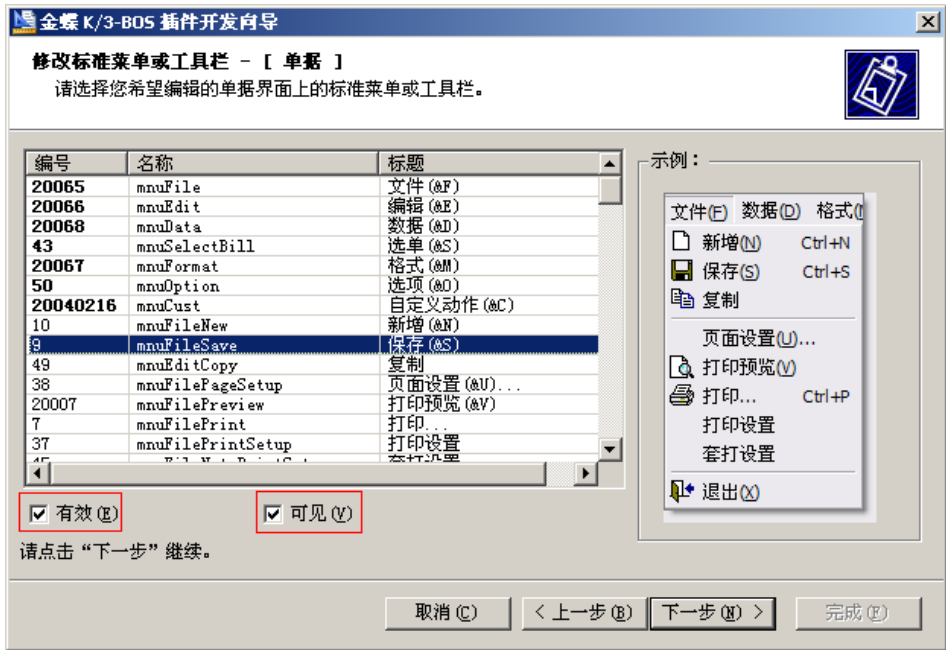 金蝶 K/3-BOS 插件开发向导
修改标准菜单或工具栏 - [ 单据 ]
请选择您希望编辑的单据界面上的标准菜单或工具栏。
编号 名称 标题
20065 mnuFile 文件(&F)
20066 mnuEdit 编辑(&E)
20068 mnuData 数据(&D)
43 mnuSelectBill 选单(&S)
20067 mnuFormat 格式(&M)
50 mnuOption 选项(&O)
20040216 mnuCust 自定义动作(&C)
10 mnuFileNew 新增(&N)
9 mnuFileSave 保存(&S)
49 mnuEditCopy 复制
38 mnuFilePageSetup 页面设置(&U)...
20007 mnuFilePreview 打印预览(&V)
7 mnuFilePrint 打印...
37 mnuFilePrintSetup 打印设置
套打设置
有效(E) 可见(V)
请点击“下一步”继续。
示例：
文件(F) 数据(D) 格式(
新增(N) Ctrl+N
保存(S) Ctrl+S
复制
页面设置(U)...
打印预览(V)
打印... Ctrl+P
打印设置
套打设置
退出(X)
取消(C) < 上一步(B) 下一步(N) > 完成(F)